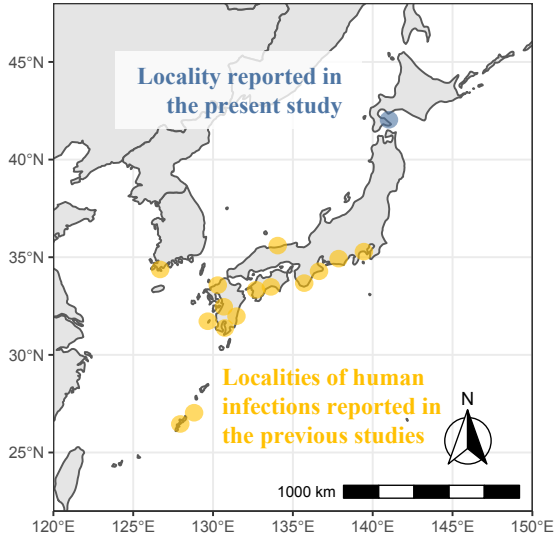 45°N
Locality reported in
the present study
40°N
35°N
30°N
Localities of human
infections reported in
the previous studies
N
25°N
1000 km
120°E
125°E
130°E
135°E
140°E
145°E
150°E